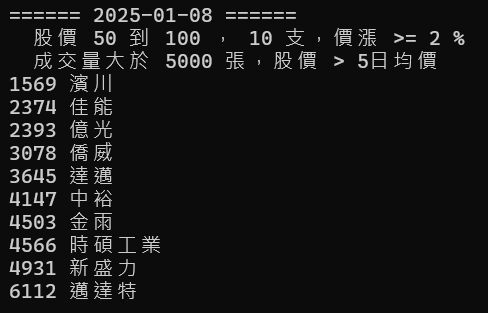 ====== 2025-01-08 ======
股價 50 到 100 , 10 支,價漲 >= 2 %
成交量大於 5000 張,股價 > 5日均價
1569 濱川
2374 佳能
2393 億光
3078 僑威
3645 達邁
4147 中裕
4503 金雨
4566 時碩工業
4931 新盛力
6112 邁達特